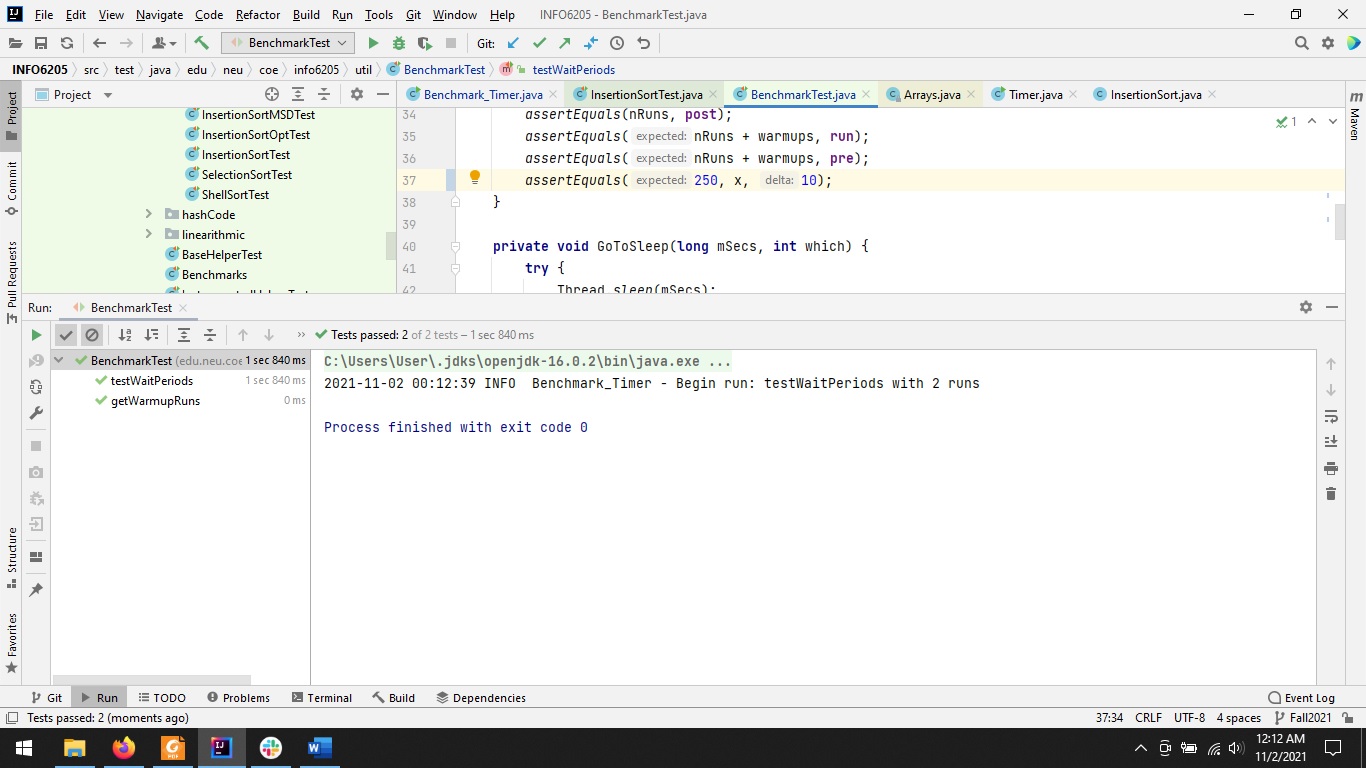 File Edit View Navigate Code Refactor Build Run Tools Git Window Help INFO6205 - BenchmarkTest.java
BenchmarkTest Git:
INFO6205 src test java edu neu coe info6205 util BenchmarkTest testWaitPeriods
Project
Benchmark_Timer.java InsertionSortTest.java BenchmarkTest.java Arrays.java Timer.java InsertionSort.java
Project
Commit
Pull Requests
Structure
Favorites
InsertionSortMSDTest
InsertionSortOptTest
InsertionSortTest
SelectionSortTest
ShellSortTest
hashCode
linearithmic
BaseHelperTest
Benchmarks
34 assertEquals(nRuns, post);
35 assertEquals( expected: nRuns + warmups, run);
36 assertEquals( expected: nRuns + warmups, pre);
37 assertEquals( expected: 250, x, delta: 10);
38 }
39
40 private void GoToSleep(long mSecs, int which) {
41 try {
42 Thread.sleep(mSecs);
1
m
Maven
Run: BenchmarkTest
Tests passed: 2 of 2 tests – 1 sec 840 ms
BenchmarkTest (edu.neu.coe 1 sec 840 ms
testWaitPeriods 1 sec 840 ms
getWarmupRuns 0 ms
C:\Users\User\.jdks\openjdk-16.0.2\bin\java.exe ...
2021-11-02 00:12:39 INFO  Benchmark_Timer - Begin run: testWaitPeriods with 2 runs
Process finished with exit code 0
Git Run TODO Problems Terminal Build Dependencies Event Log
Tests passed: 2 (moments ago) 37:34 CRLF UTF-8 4 spaces Fall2021
12:12 AM
11/2/2021